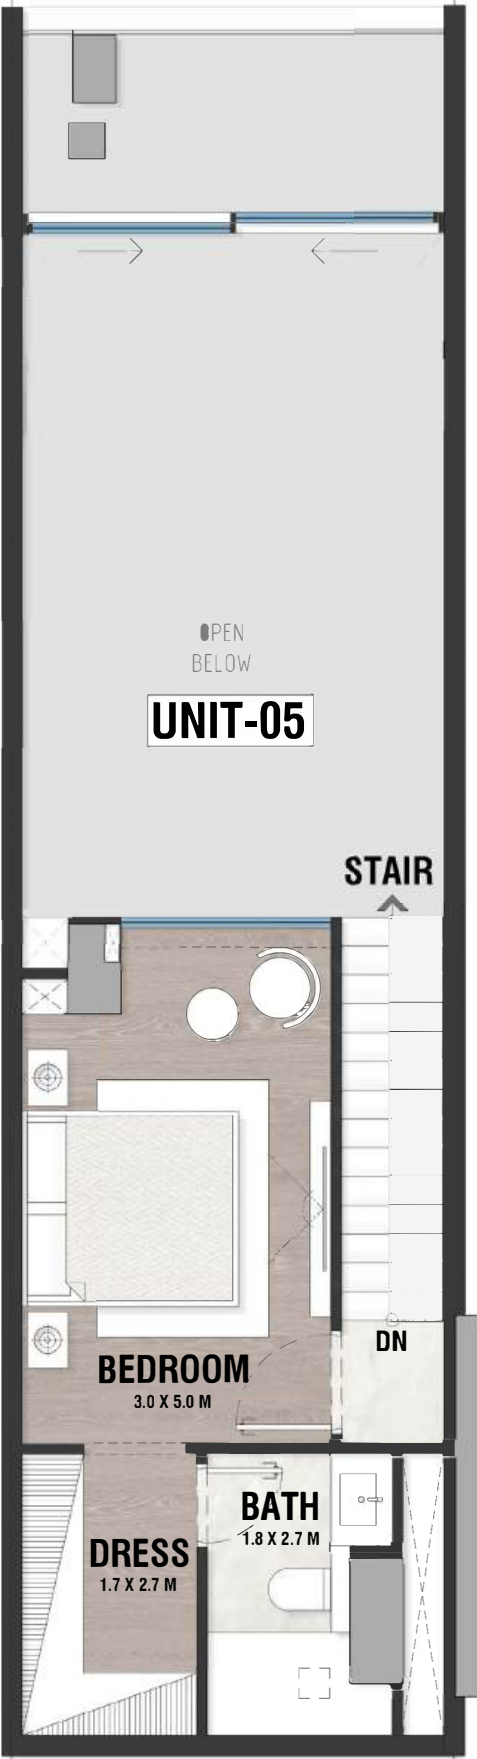 OPEN
BELOW
UNIT-05
STAIR
DN
BEDROOM
3.0 X 5.0 M
BATH
1.8 X 2.7 M
DRESS
1.7 X 2.7 M